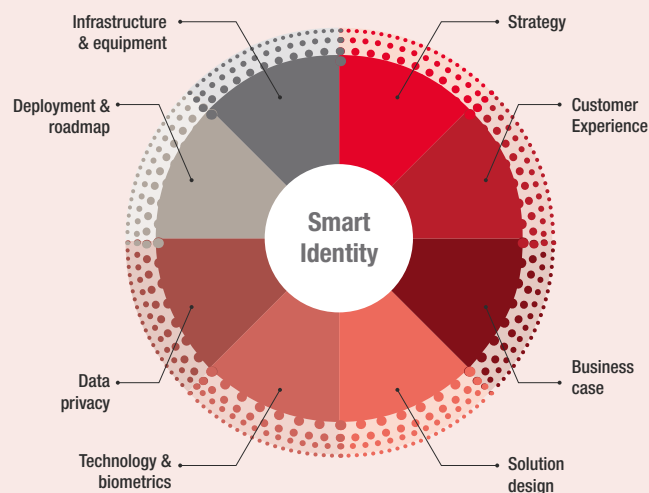 Infrastructure
& equipment
Strategy
Deployment &
roadmap
Customer
Experience
Smart
Identity
Data
privacy
Business
case
Technology &
biometrics
Solution
design